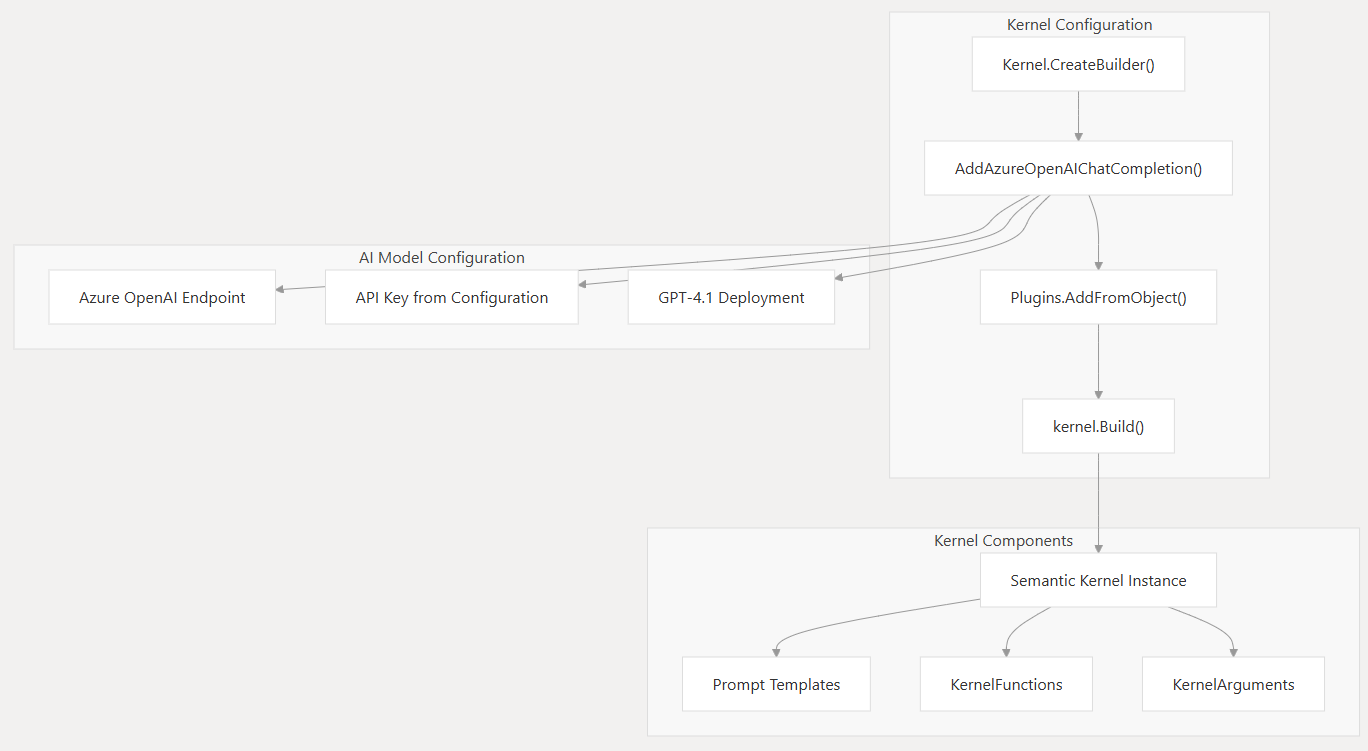 Kernel Configuration
Kernel.CreateBuilder()
AddAzureOpenAIChatCompletion()
AI Model Configuration
Azure OpenAI Endpoint
API Key from Configuration
GPT-4.1 Deployment
Plugins.AddFromObject()
kernel.Build()
Kernel Components
Semantic Kernel Instance
Prompt Templates
KernelFunctions
KernelArguments